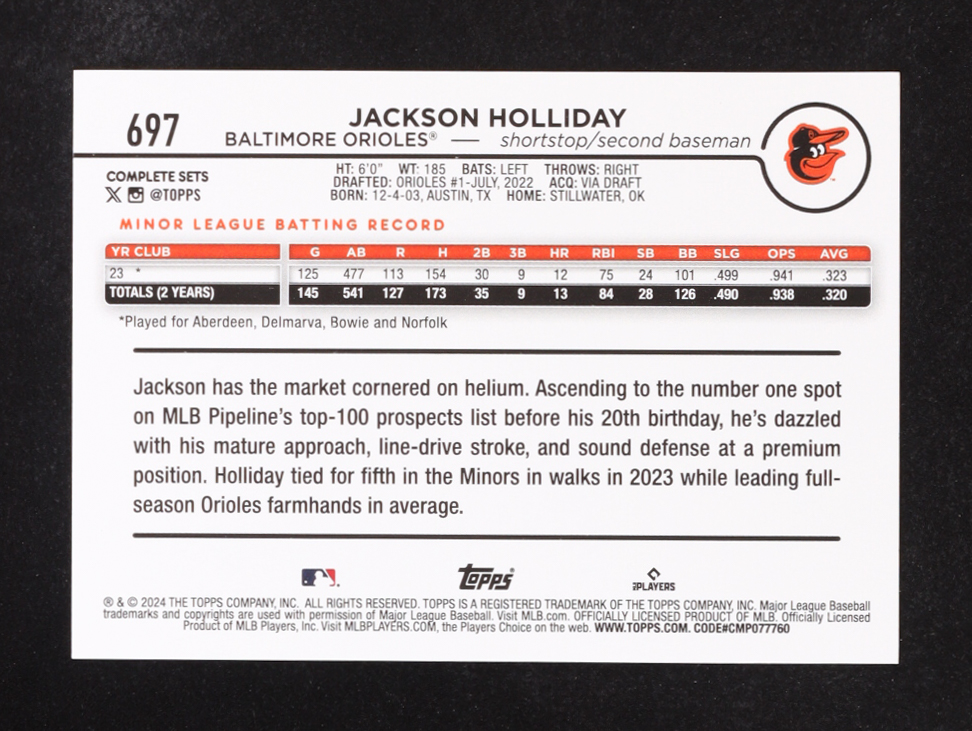 697
JACKSON HOLLIDAY
BALTIMORE ORIOLES® — shortstop/second baseman
COMPLETE SETS
@TOPPS
HT: 6'0" WT: 185 BATS: LEFT THROWS: RIGHT
DRAFTED: ORIOLES #1-JULY, 2022 ACQ: VIA DRAFT
BORN: 12-4-03, AUSTIN, TX HOME: STILLWATER, OK
MINOR LEAGUE BATTING RECORD
YR CLUB G AB R H 2B 3B HR RBI SB BB SLG OPS AVG
23 * 125 477 113 154 30 9 12 75 24 101 .499 .941 .323
TOTALS (2 YEARS) 145 541 127 173 35 9 13 84 28 126 .490 .938 .320
*Played for Aberdeen, Delmarva, Bowie and Norfolk
Jackson has the market cornered on helium. Ascending to the number one spot
on MLB Pipeline's top-100 prospects list before his 20th birthday, he's dazzled
with his mature approach, line-drive stroke, and sound defense at a premium
position. Holliday tied for fifth in the Minors in walks in 2023 while leading full-
season Orioles farmhands in average.
Topps®
PLAYERS
® & © 2024 THE TOPPS COMPANY, INC. ALL RIGHTS RESERVED. TOPPS IS A REGISTERED TRADEMARK OF THE TOPPS COMPANY, INC. Major League Baseball
trademarks and copyrights are used with permission of Major League Baseball. Visit MLB.com. OFFICIALLY LICENSED PRODUCT OF MLB. Officially Licensed
Product of MLB Players, Inc. Visit MLBPLAYERS.COM, the Players Choice on the web. WWW.TOPPS.COM. CODE#CMP077760